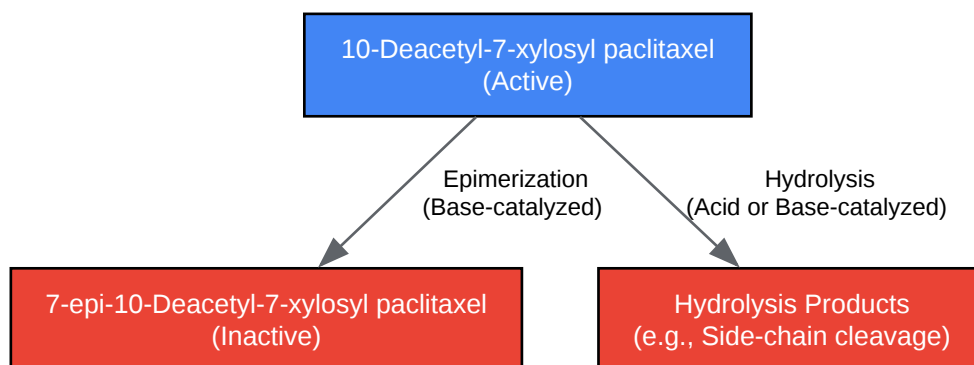 10-Deacetyl-7-xylosyl paclitaxel
(Active)
Epimerization
(Base-catalyzed)
Hydrolysis
(Acid or Base-catalyzed)
7-epi-10-Deacetyl-7-xylosyl paclitaxel
(Inactive)
Hydrolysis Products
(e.g., Side-chain cleavage)